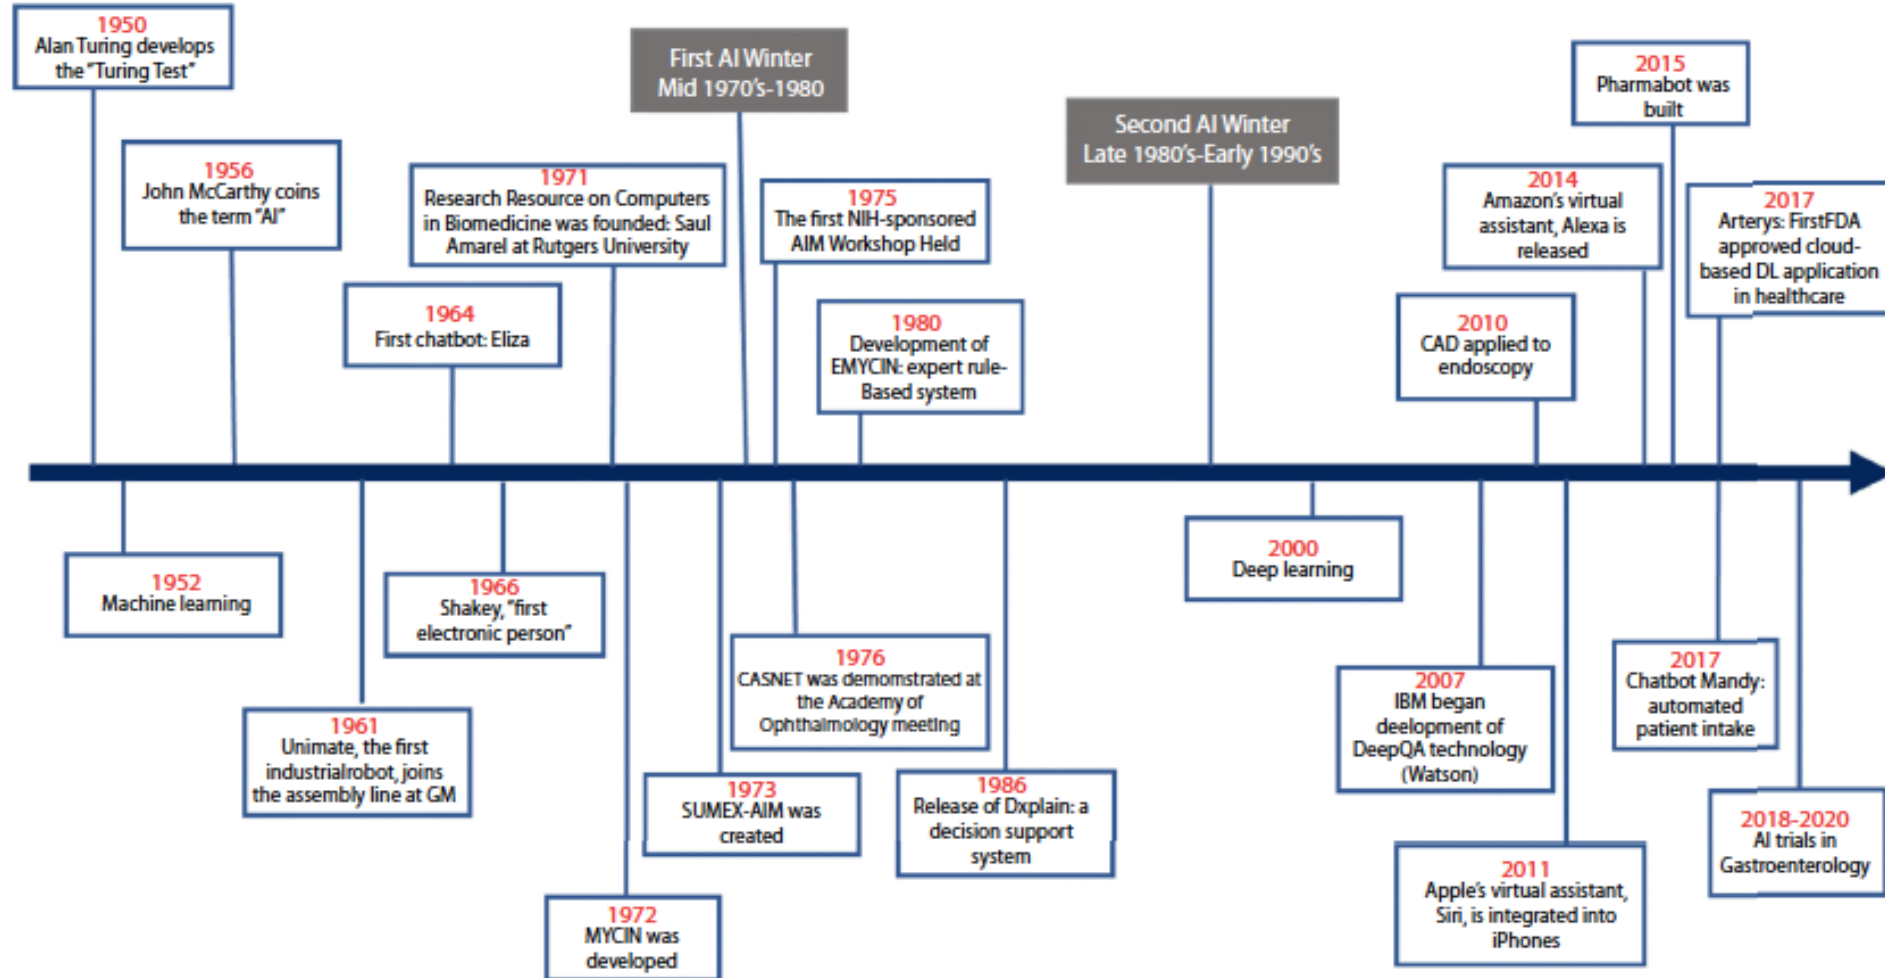 1950
Alan Turing develops
the "Turing Test"
1956
John McCarthy coins
the term "AI"
1964
First chatbot: Eliza
1971
Research Resource on Computers
in Biomedicine was founded: Saul
Amarel at Rutgers University
First AI Winter
Mid 1970's-1980
1975
The first NIH-sponsored
AIM Workshop Held
1980
Development of
EMYCIN: expert rule-
Based system
Second AI Winter
Late 1980's-Early 1990's
2010
CAD applied to
endoscopy
2014
Amazon's virtual
assistant, Alexa is
released
2015
Pharmabot was
built
2017
Arterys: FirstFDA
approved cloud-
based DL application
in healthcare
1952
Machine learning
1961
Unimate, the first
industrialrobot, joins
the assembly line at GM
1966
Shakey, "first
electronic person"
1972
MYCIN was
developed
1973
SUMEX-AIM was
created
1976
CASNET was demomstrated at
the Academy of
Ophthalmology meeting
1986
Release of Dxplain: a
decision support
system
2000
Deep learning
2007
IBM began
deelopment of
DeepQA technology
(Watson)
2011
Apple's virtual assistant,
Siri, is integrated into
iPhones
2017
Chatbot Mandy:
automated
patient intake
2018-2020
AI trials in
Gastroenterology